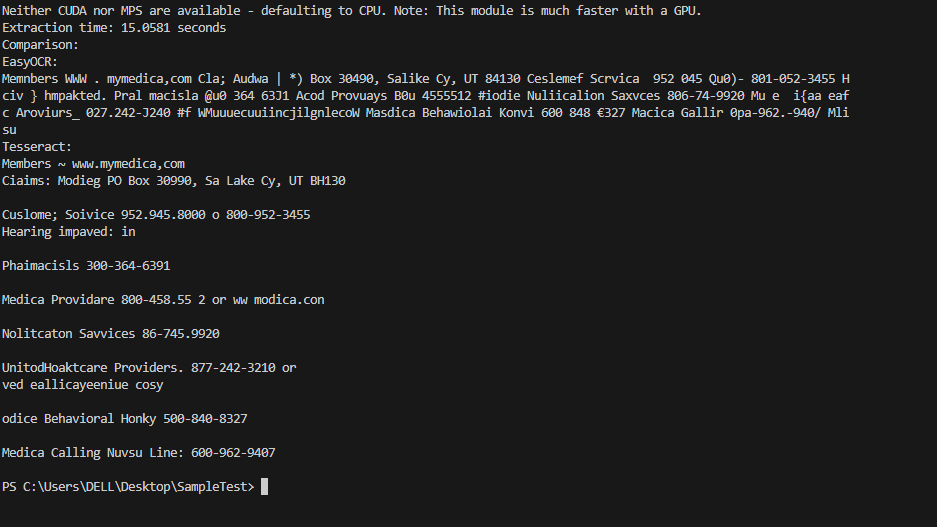 Neither CUDA nor MPS are available - defaulting to CPU. Note: This module is much faster with a GPU.
Extraction time: 15.0581 seconds
Comparison:
EasyOCR:
Memnbers WWW . mymedica,com Cla; Audwa | *) Box 30490, Salike Cy, UT 84130 Ceslemef Scrvica  952 045 Qu0)- 801-052-3455 H
civ } hmpakted. Pral macisla @u0 364 63J1 Acod Provuays B0u 4555512 #iodie Nuliicalion Saxvces 806-74-9920 Mu e  i{aa eaf
c Aroviurs_ 027.242-J240 #f WMuuuecuuiincjilgnlecoW Masdica Behawiolai Konvi 600 848 €327 Macica Gallir 0pa-962.-940/ Mli
su
Tesseract:
Members ~ www.mymedica,com
Ciaims: Modieg PO Box 30990, Sa Lake Cy, UT BH130
Cuslome; Soivice 952.945.8000 o 800-952-3455
Hearing impaved: in
Phaimacisls 300-364-6391
Medica Providare 800-458.55 2 or ww modica.con
Nolitcaton Savvices 86-745.9920
UnitodHoaktcare Providers. 877-242-3210 or
ved eallicayeeniue cosy
odice Behavioral Honky 500-840-8327
Medica Calling Nuvsu Line: 600-962-9407
PS C:\Users\DELL\Desktop\SampleTest>